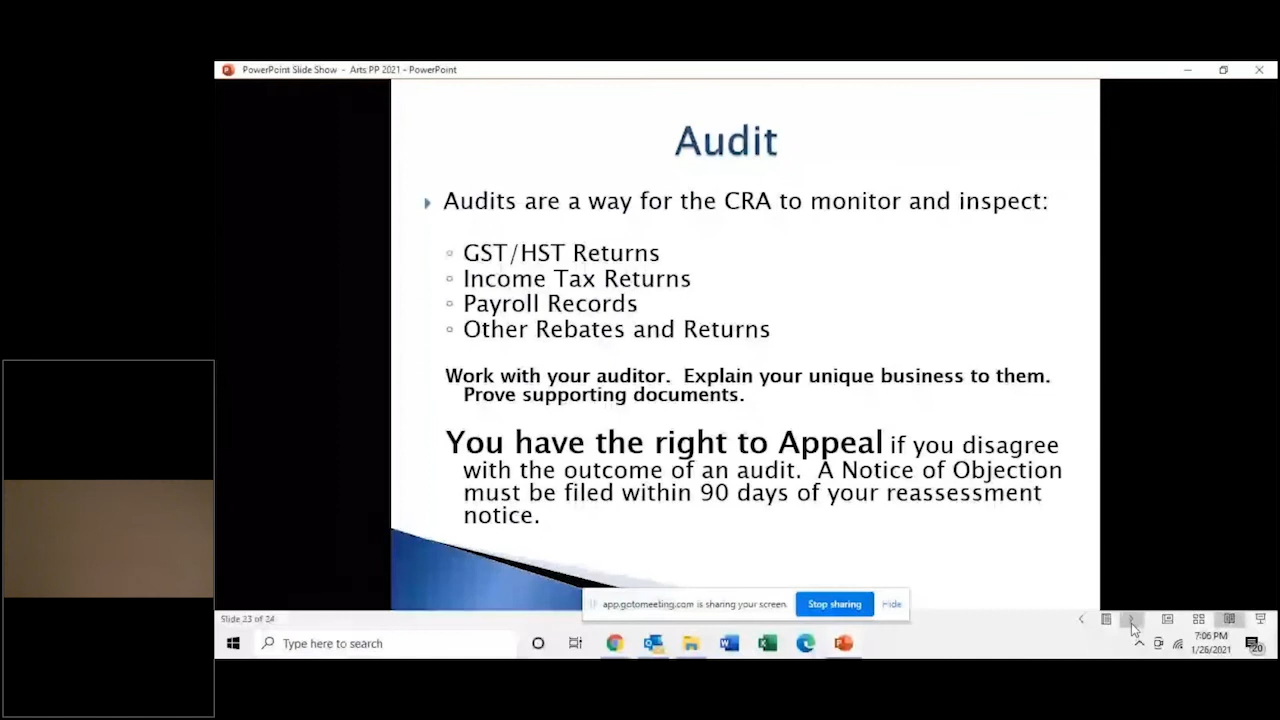 PowerPoint Slide Show - Arts PP 2021 - PowerPoint
Audit
Audits are a way for the CRA to monitor and inspect:
GST/HST Returns
Income Tax Returns
Payroll Records
Other Rebates and Returns
Work with your auditor. Explain your unique business to them.
Prove supporting documents.
You have the right to Appeal if you disagree
with the outcome of an audit. A Notice of Objection
must be filed within 90 days of your reassessment
notice.
app.gotomeeting.com is sharing your screen.
Stop sharing
Hide
Slide 23 of 24
Type here to search
7:06 PM
1/26/2021
20